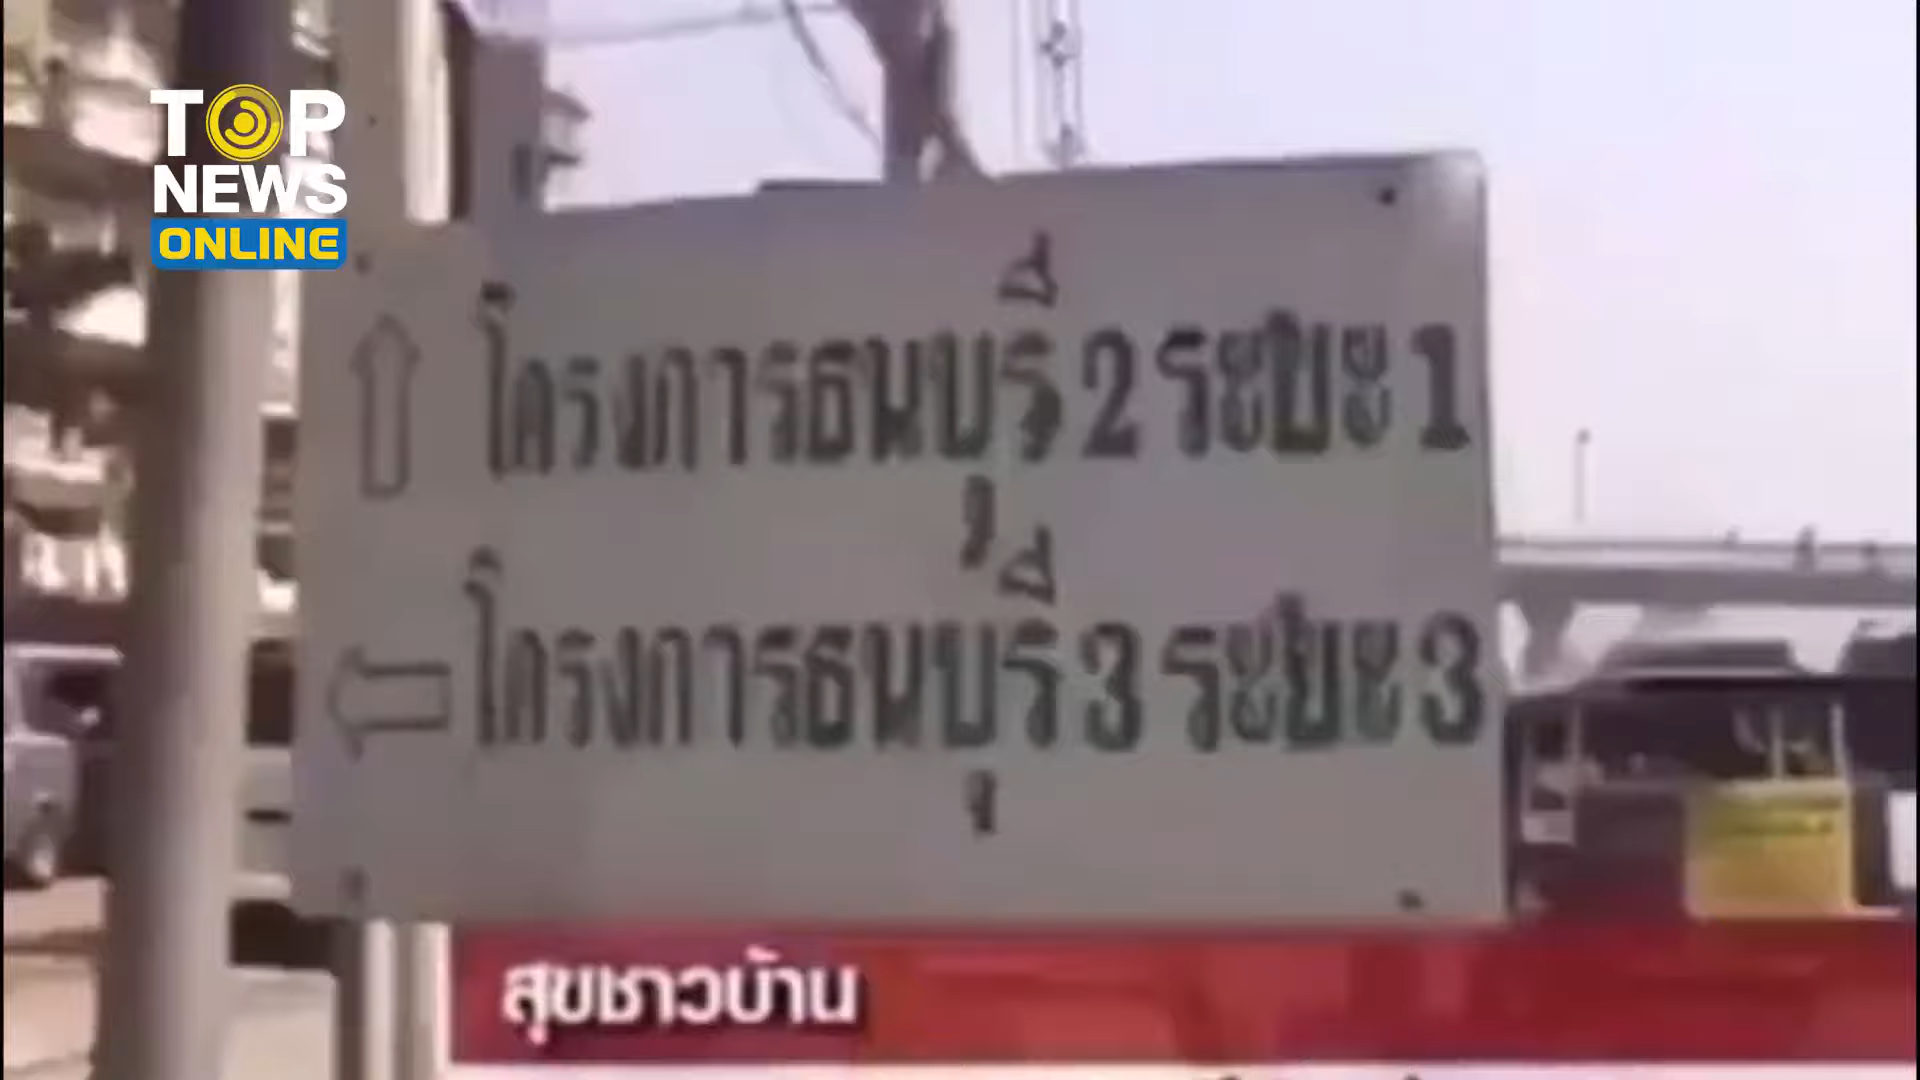 TOP
NEWS
ONLINE
โครงการธนบุรี่ 2 ระยะ 1
โครงการธนบุรี่ 3 ระยะ 3
สุขชาวบ้าน